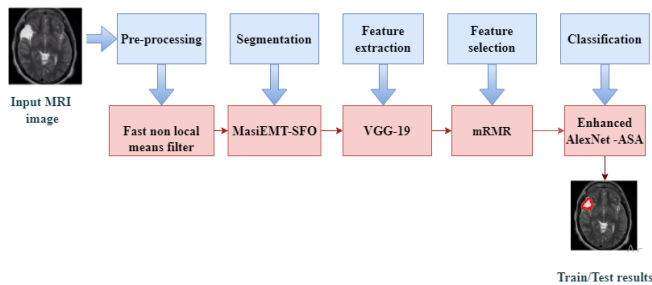 Pre-processing
Segmentation
Feature
extraction
Feature
selection
Classification
Input MRI
image
Fast non local
means filter
MasiEMT-SFO
VGG-19
mRMR
Enhanced
AlexNet -ASA
Train/Test results